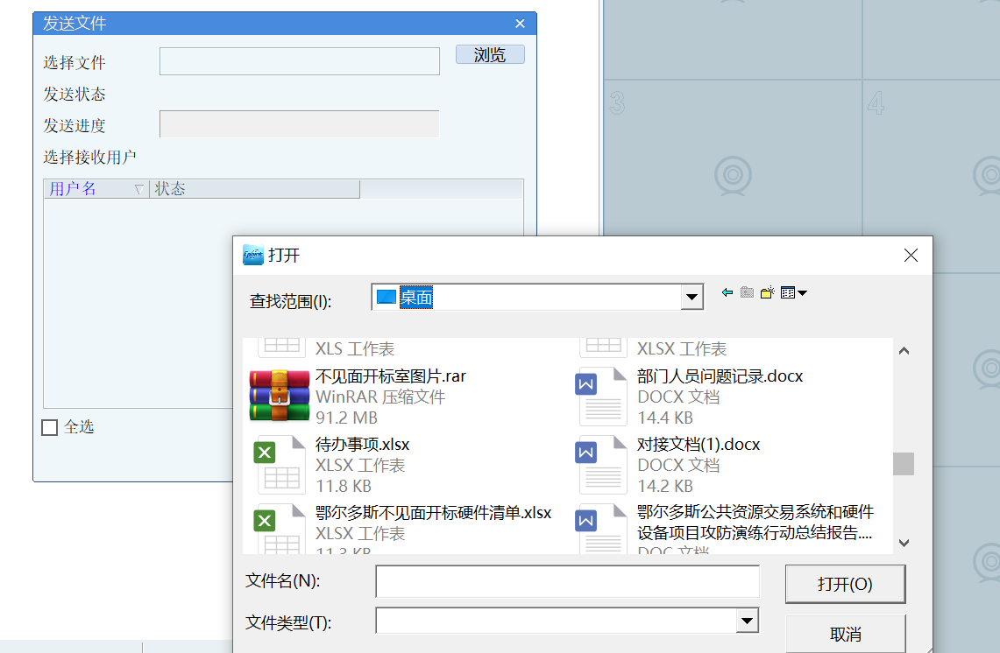 发送文件
选择文件
浏览
发送状态
发送进度
选择接收用户
用户名 状态
全选
3
4
打开
查找范围(I):
桌面
XLS 工作表
XLSX 工作表
不见面开标室图片.rar
WinRAR 压缩文件
91.2 MB
部门人员问题记录.docx
DOCX 文档
14.4 KB
待办事项.xlsx
XLSX 工作表
11.8 KB
对接文档(1).docx
DOCX 文档
14.2 KB
鄂尔多斯不见面开标硬件清单.xlsx
XLSX 工作表
11.3 KB
鄂尔多斯公共资源交易系统和硬件
设备项目攻防演练行动总结报告....
DOC 文档
文件名(N):
打开(O)
文件类型(T):
取消